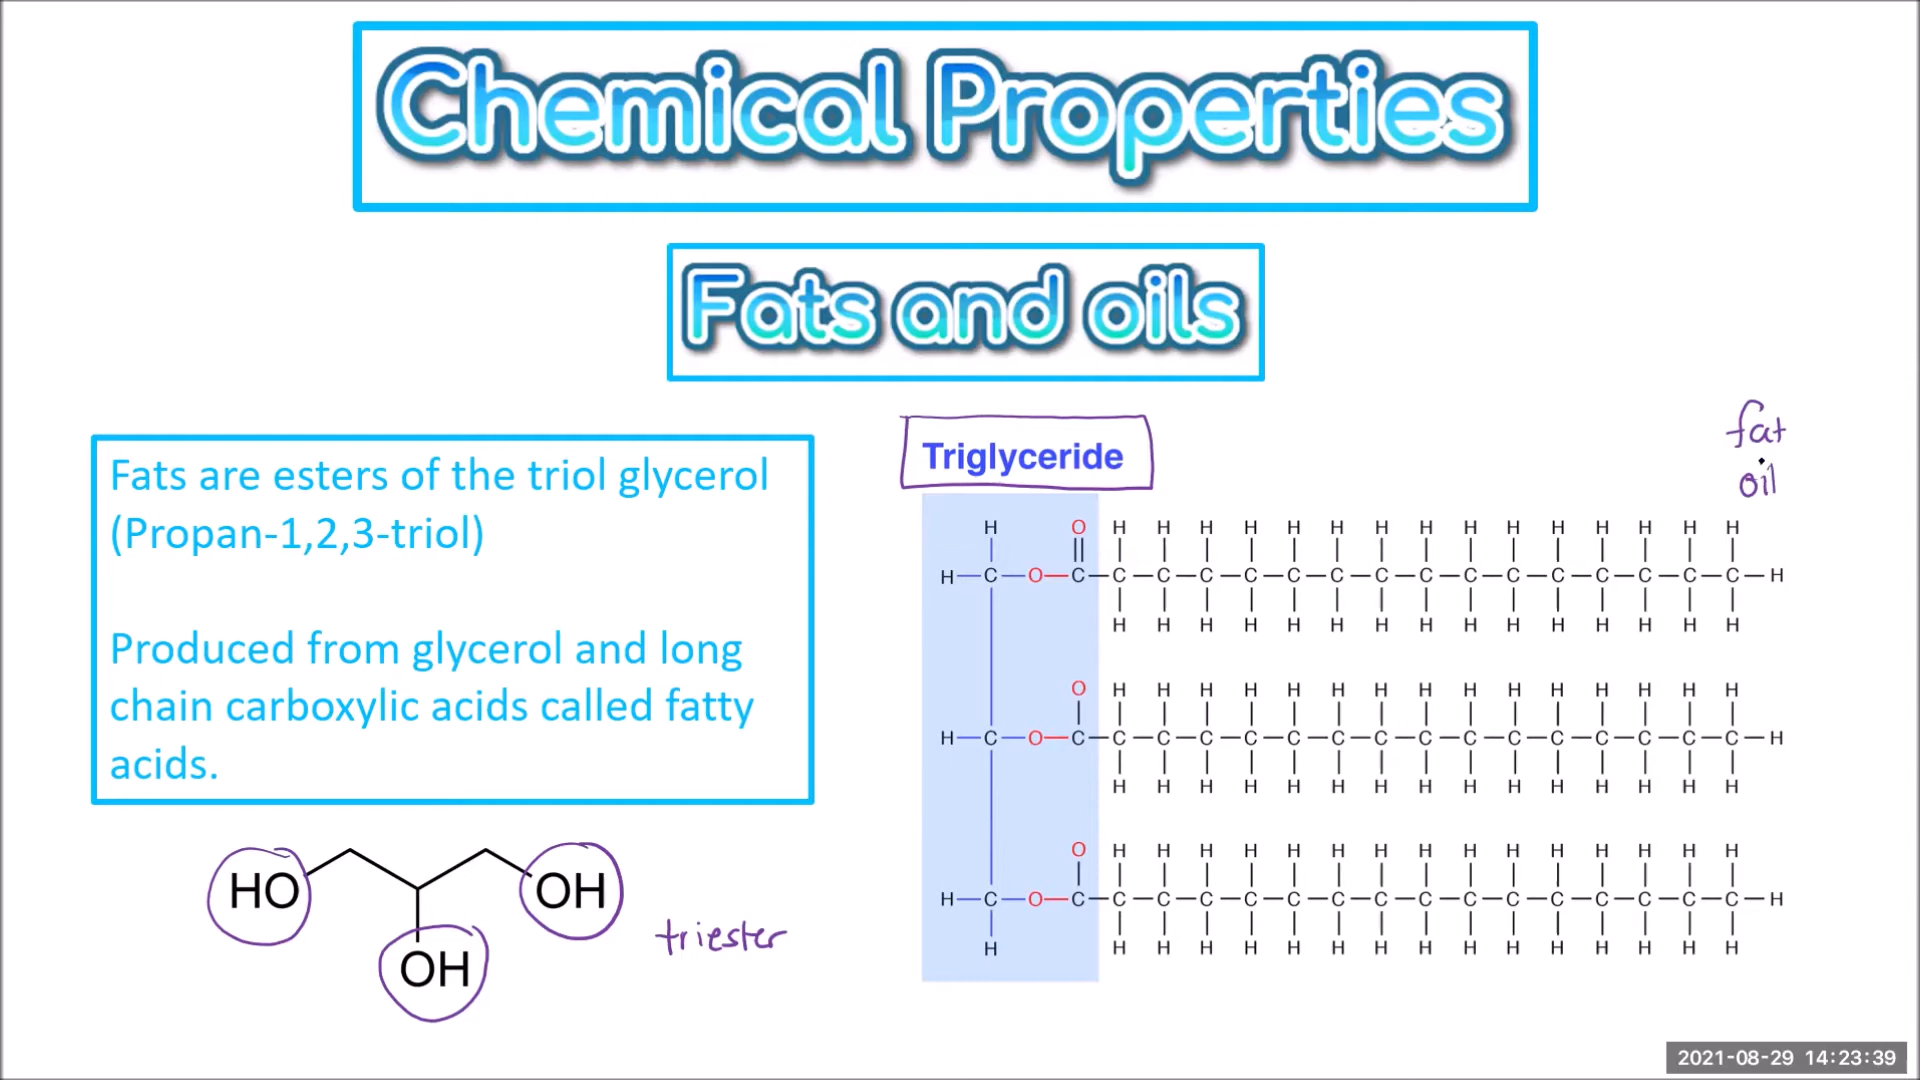 Chemical Properties
Fats and oils
Fats are esters of the triol glycerol
(Propan-1,2,3-triol)
Produced from glycerol and long
chain carboxylic acids called fatty
acids.
HO
OH
OH
triester
Triglyceride
fat
oil
H O H H H H H H H H H H H H H H H
H C O C C C C C C C C C C C C C C C C H
H H H H H H H H H H H H H H H
O H H H H H H H H H H H H H H H
H C O C C C C C C C C C C C C C C C C H
H H H H H H H H H H H H H H H
O H H H H H H H H H H H H H H H
H C O C C C C C C C C C C C C C C C C H
H H H H H H H H H H H H H H H H
2021-08-29 14:23:39